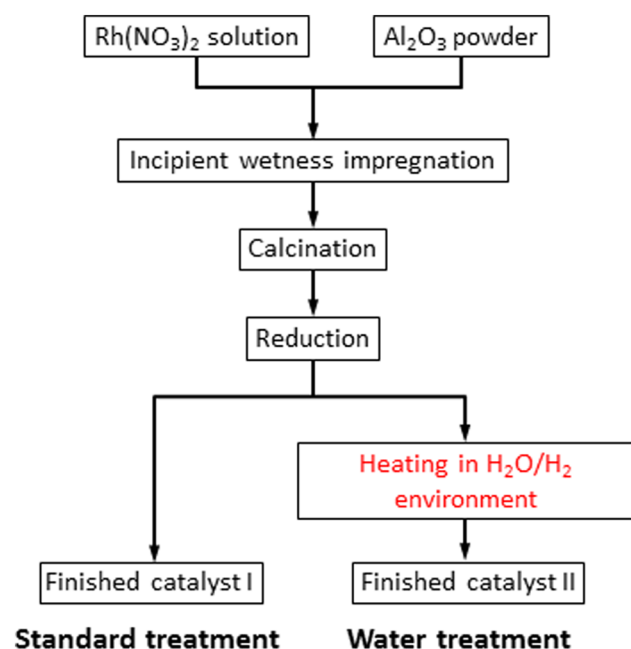 Rh(NO₃)₂ solution
Al₂O₃ powder
Incipient wetness impregnation
Calcination
Reduction
Heating in H₂O/H₂
environment
Finished catalyst I
Finished catalyst II
Standard treatment
Water treatment